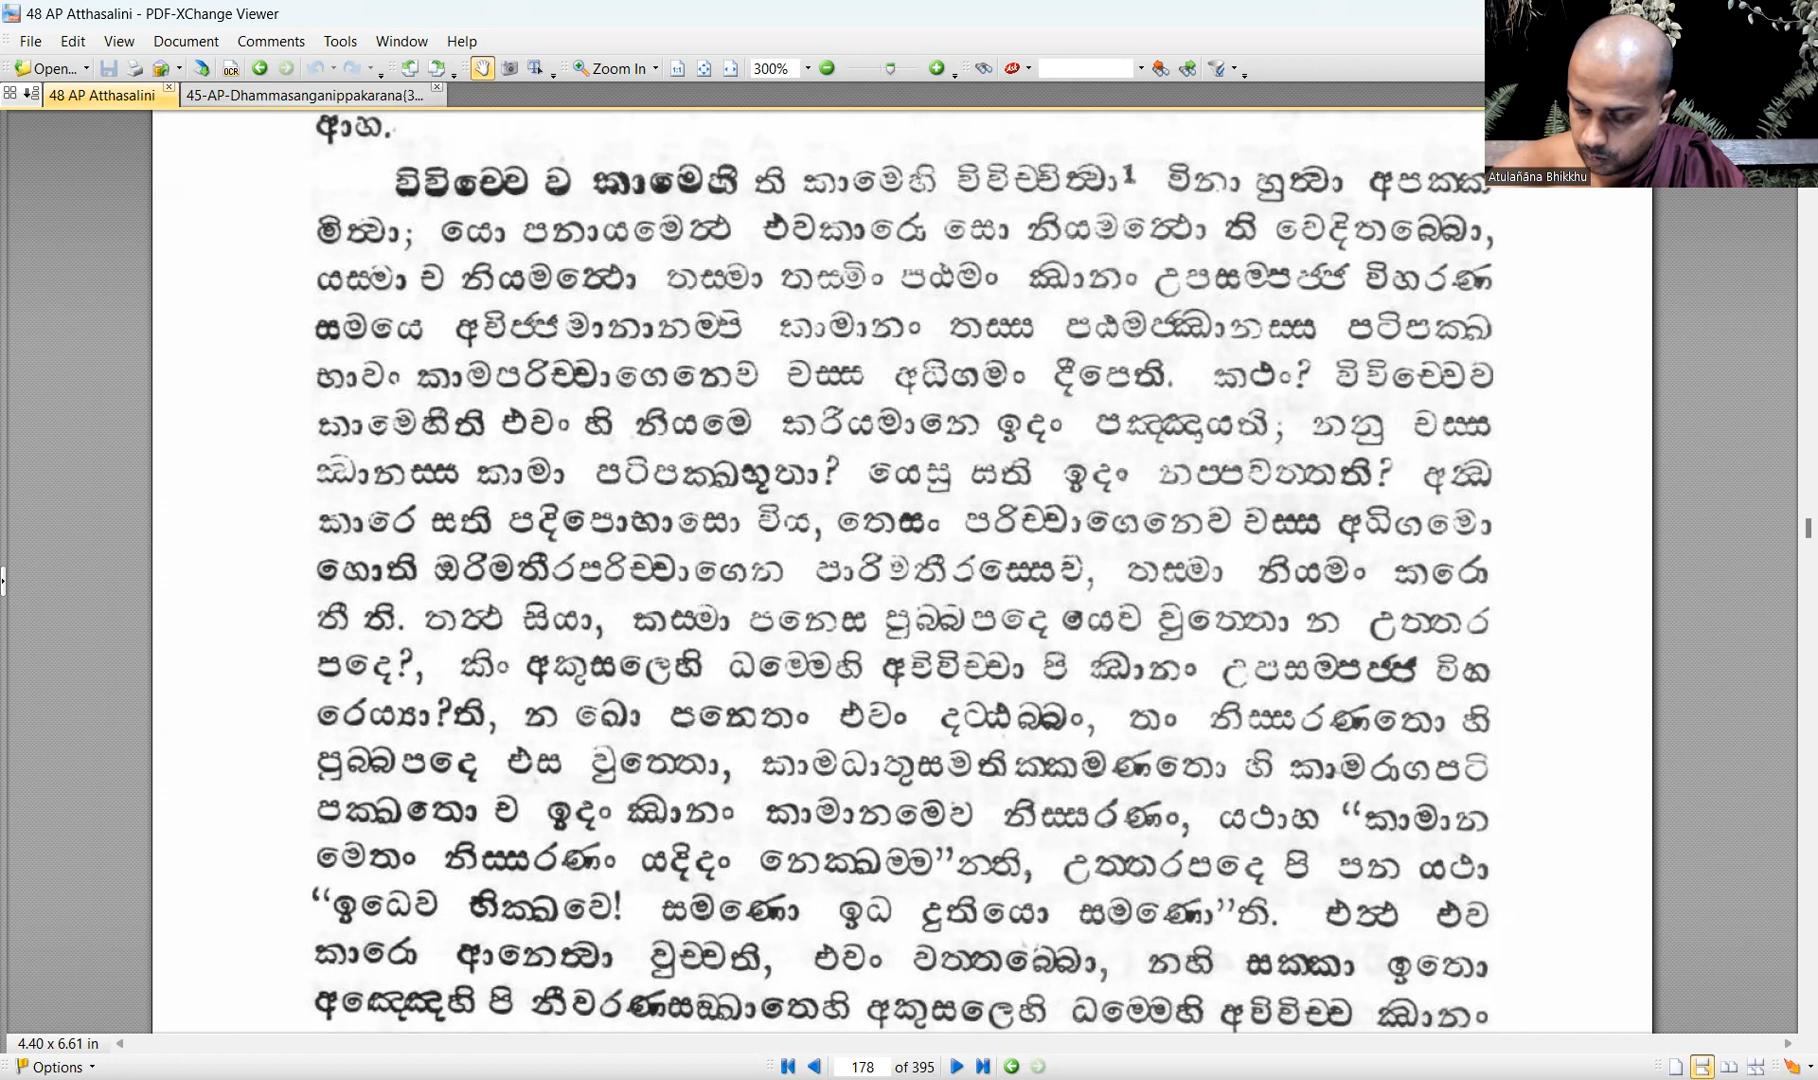 48 AP Atthasalini - PDF-XChange Viewer
File Edit View Document Comments Tools Window Help
Open... OCR Zoom In 300%
48 AP Atthasalini 45-AP-Dhammasanganippakarana{3...
Atulañāna Bhikkhu
ආහ.
විවිච්චෙව කාමෙහී ති කාමෙහි විවිච්චිත්‍වා¹ විනා හුත්‍වා අපක්ක
මිත්‍වා; යො පනායමෙත්‍ථ එවකාරො සො නියමත්‍ථො ති වෙදිතබ්බො,
යස්මා ච නියමත්‍ථො තස්මා තස්මිං පඨමං ඣානං උපසම්පජ්ජ විහරණ
සමයෙ අවිජ්ජමානානම්පි කාමානං තස්ස පඨමජ්ඣානස්ස පටිපක්ඛ
භාවං කාමපරිච්චාගෙනෙව චස්ස අධිගමං දීපෙති. කථං? විවිච්චෙව
කාමෙහීති එවං හි නියමෙ කරියමානෙ ඉදං පඤ්ඤායති; නනු චස්ස
ඣානස්ස කාමා පටිපක්ඛභූතා? යෙසු සති ඉදං නප්පවත්තති? අන්‍ධ
කාරෙ සති පදිපොභාසො විය, තෙසං පරිච්චාගෙනෙව චස්ස අධිගමො
හොති ඔරිමතීරපරිච්චාගෙන පාරිමතීරස්සෙව, තස්මා නියමං කරො
තී ති. තත්‍ථ සියා, කස්මා පනෙස පුබ්බපදෙ යෙව වුත්තො න උත්තර
පදෙ?, කිං අකුසලෙහි ධම්මෙහි අවිවිච්චා පි ඣානං උපසම්පජ්ජ විහ
රෙය්‍යා?ති, න ඛො පනෙතං එවං දට්ඨබ්බං, තං නිස්සරණතො හි
පුබ්බපදෙ එස වුත්තො, කාමධාතුසමතික්කමණතො හි කාමරාගපටි
පක්ඛතො ච ඉදං ඣානං කාමානමෙව නිස්සරණං, යථාහ “කාමාන
මෙතං නිස්සරණං යදිදං නෙක්ඛම්ම”න්ති, උත්තරපදෙ පි පන යථා
“ඉධෙව භික්ඛවෙ! සමණො ඉධ දුතියො සමණො”ති. එත්‍ථ එව
කාරො ආනෙත්‍වා වුච්චති, එවං වත්තබ්බො, නහි සක්කා ඉතො
අඤ්ඤෙහි පි නීවරණසඞ්ඛාතෙහි අකුසලෙහි ධම්මෙහි අවිවිච්ච ඣානං
4.40 x 6.61 in
Options 178 of 395